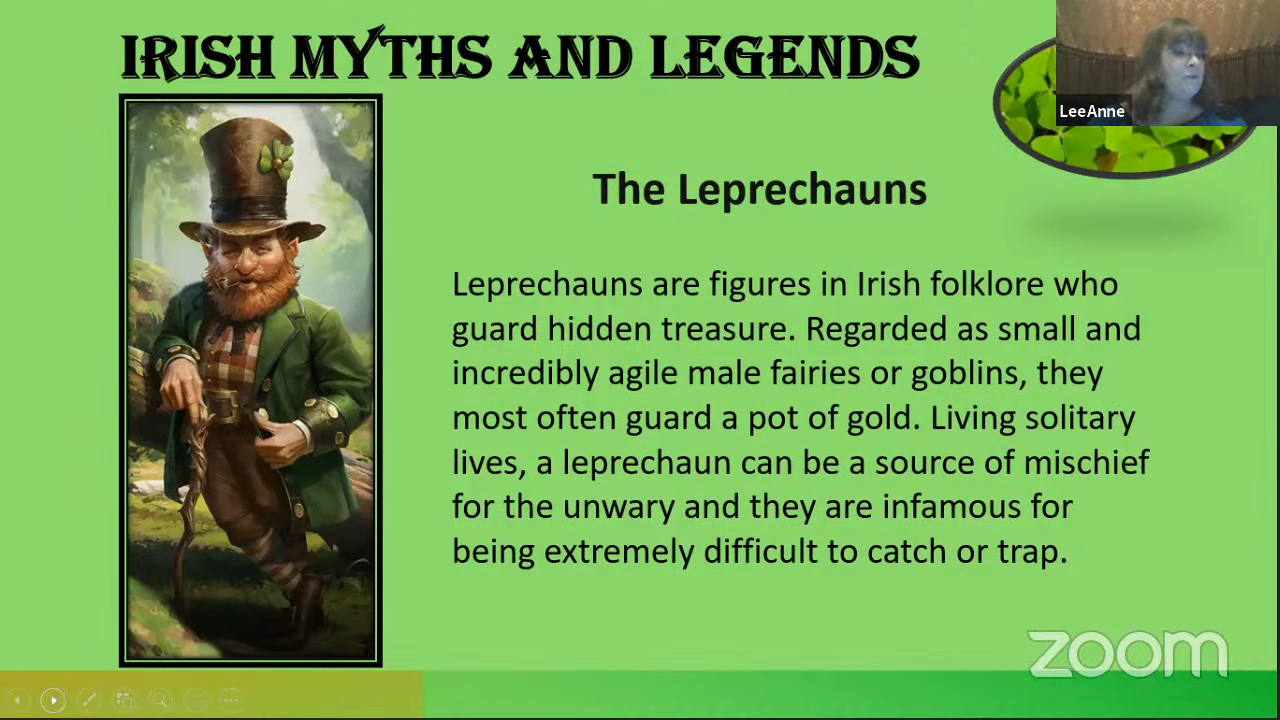 IRISH MYTHS AND LEGENDS
LeeAnne
The Leprechauns
Leprechauns are figures in Irish folklore who
guard hidden treasure. Regarded as small and
incredibly agile male fairies or goblins, they
most often guard a pot of gold. Living solitary
lives, a leprechaun can be a source of mischief
for the unwary and they are infamous for
being extremely difficult to catch or trap.
zoom